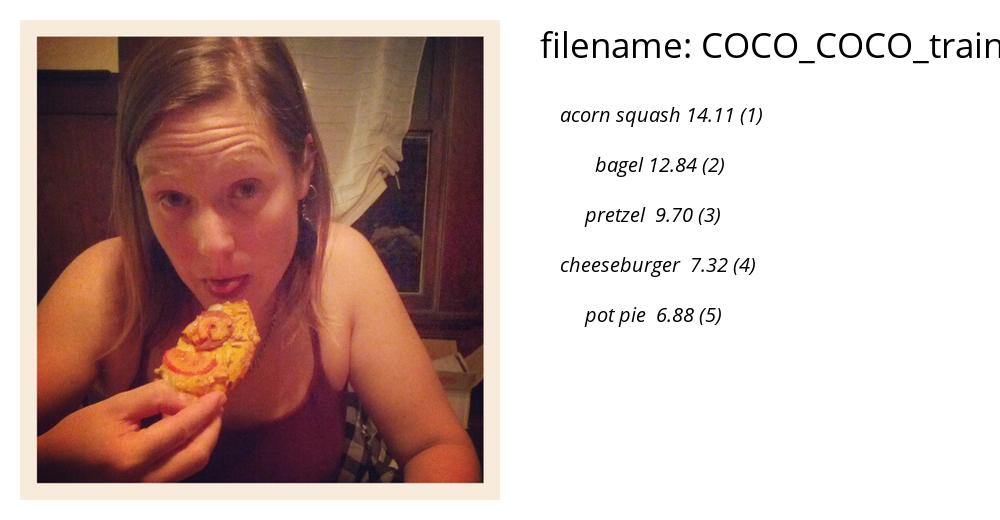 filename: COCO_COCO_train
acorn squash 14.11 (1)
bagel 12.84 (2)
pretzel 9.70 (3)
cheeseburger 7.32 (4)
pot pie 6.88 (5)